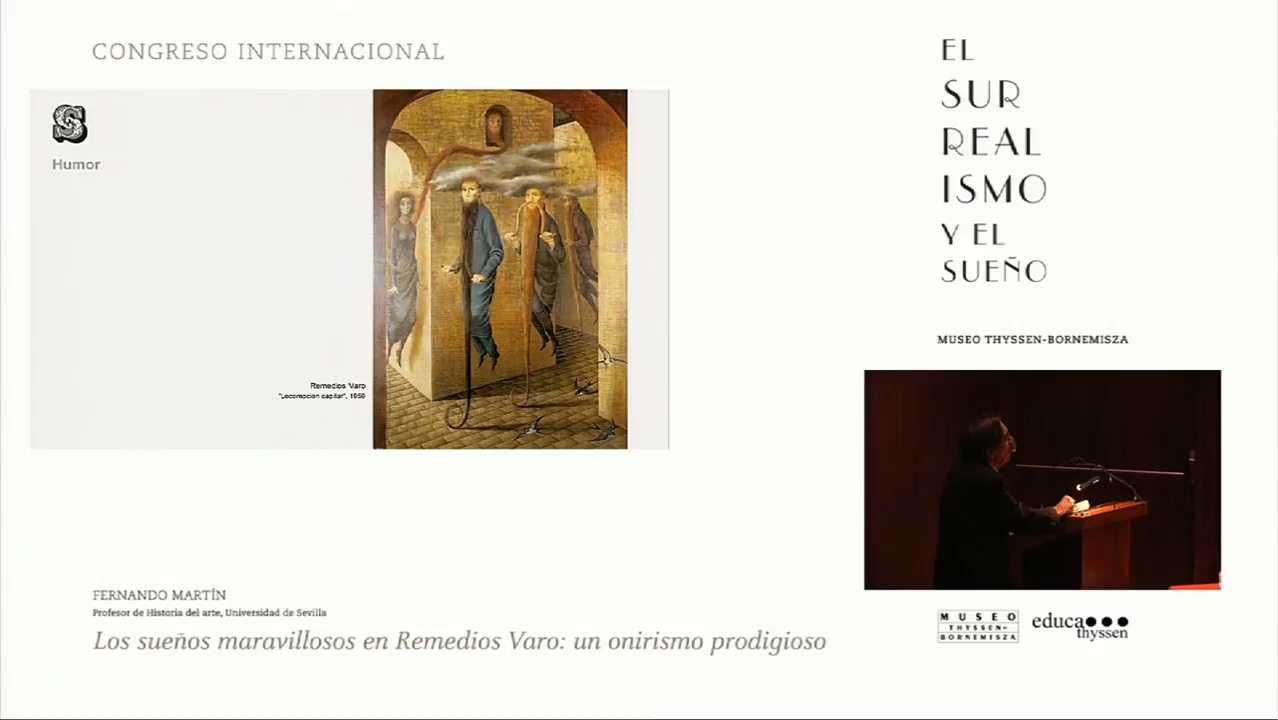 CONGRESO INTERNACIONAL
S
Humor
Remedios Varo
"Locomoción capilar", 1959
EL
SUR
REAL
ISMO
Y EL
SUEÑO
MUSEO THYSSEN-BORNEMISZA
FERNANDO MARTÍN
Profesor de Historia del arte, Universidad de Sevilla
Los sueños maravillosos en Remedios Varo: un onirismo prodigioso
MUSEO
THYSSEN-
BORNEMISZA
educa
thyssen